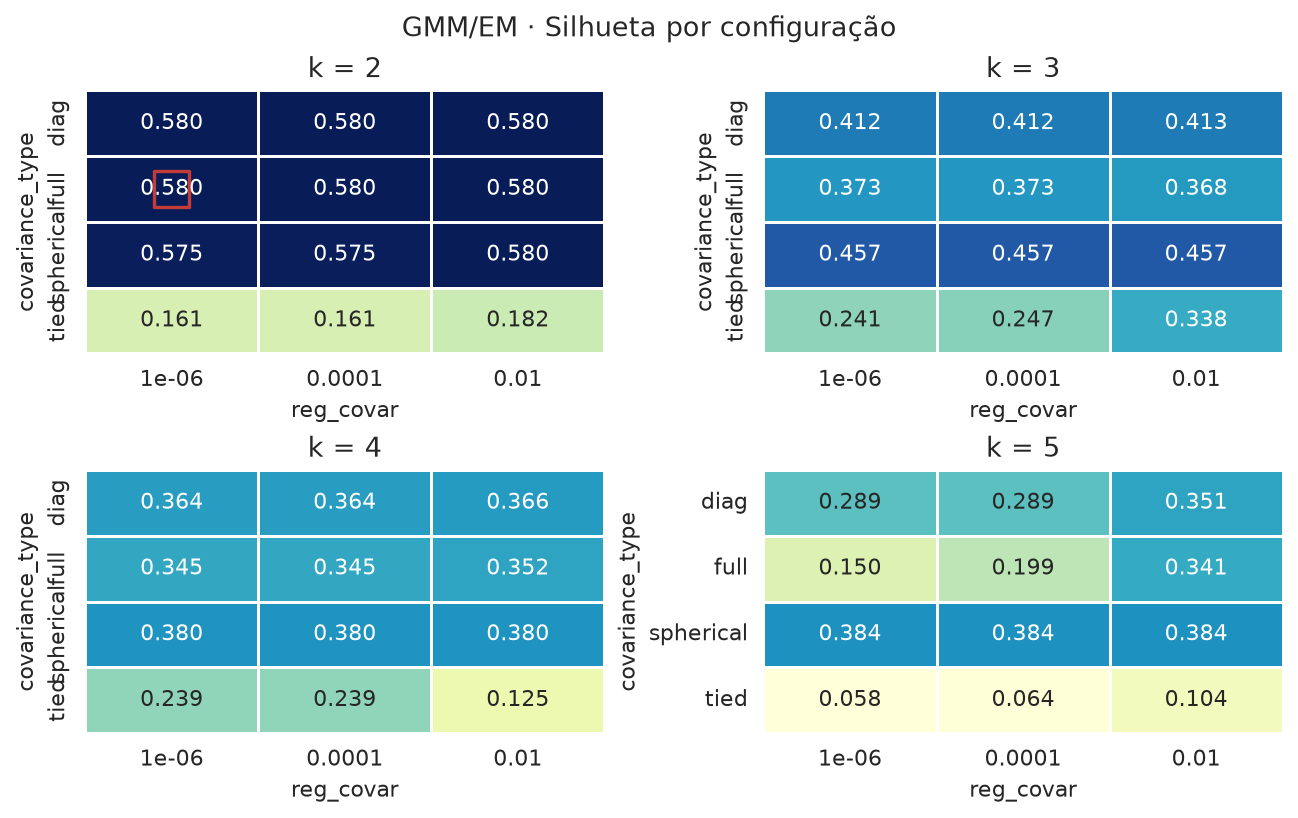 GMM/EM · Silhueta por configuração
k = 2
covariance_type
diag 0.580 0.580 0.580
full 0.580 0.580 0.580
spherical 0.575 0.575 0.580
tied 0.161 0.161 0.182
1e-06 0.0001 0.01
reg_covar
k = 3
covariance_type
diag 0.412 0.412 0.413
full 0.373 0.373 0.368
spherical 0.457 0.457 0.457
tied 0.241 0.247 0.338
1e-06 0.0001 0.01
reg_covar
k = 4
covariance_type
diag 0.364 0.364 0.366
full 0.345 0.345 0.352
spherical 0.380 0.380 0.380
tied 0.239 0.239 0.125
1e-06 0.0001 0.01
reg_covar
k = 5
covariance_type
diag 0.289 0.289 0.351
full 0.150 0.199 0.341
spherical 0.384 0.384 0.384
tied 0.058 0.064 0.104
1e-06 0.0001 0.01
reg_covar